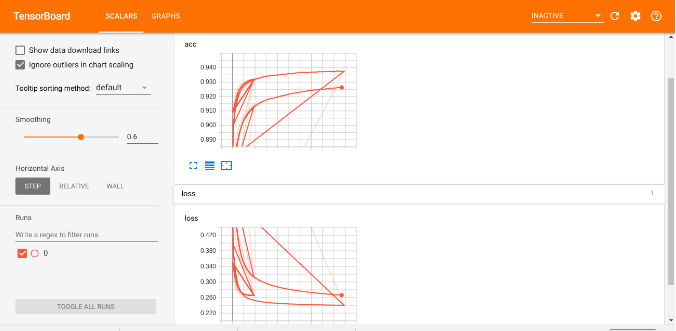 TensorBoard SCALARS GRAPHS INACTIVE
Show data download links
Ignore outliers in chart scaling
Tooltip sorting method: default
Smoothing
0.6
Horizontal Axis
STEP RELATIVE WALL
Runs
Write a regex to filter runs
TOGGLE ALL RUNS
acc
0.940
0.930
0.920
0.910
0.900
0.890
loss 1
loss
0.420
0.380
0.340
0.300
0.260
0.220